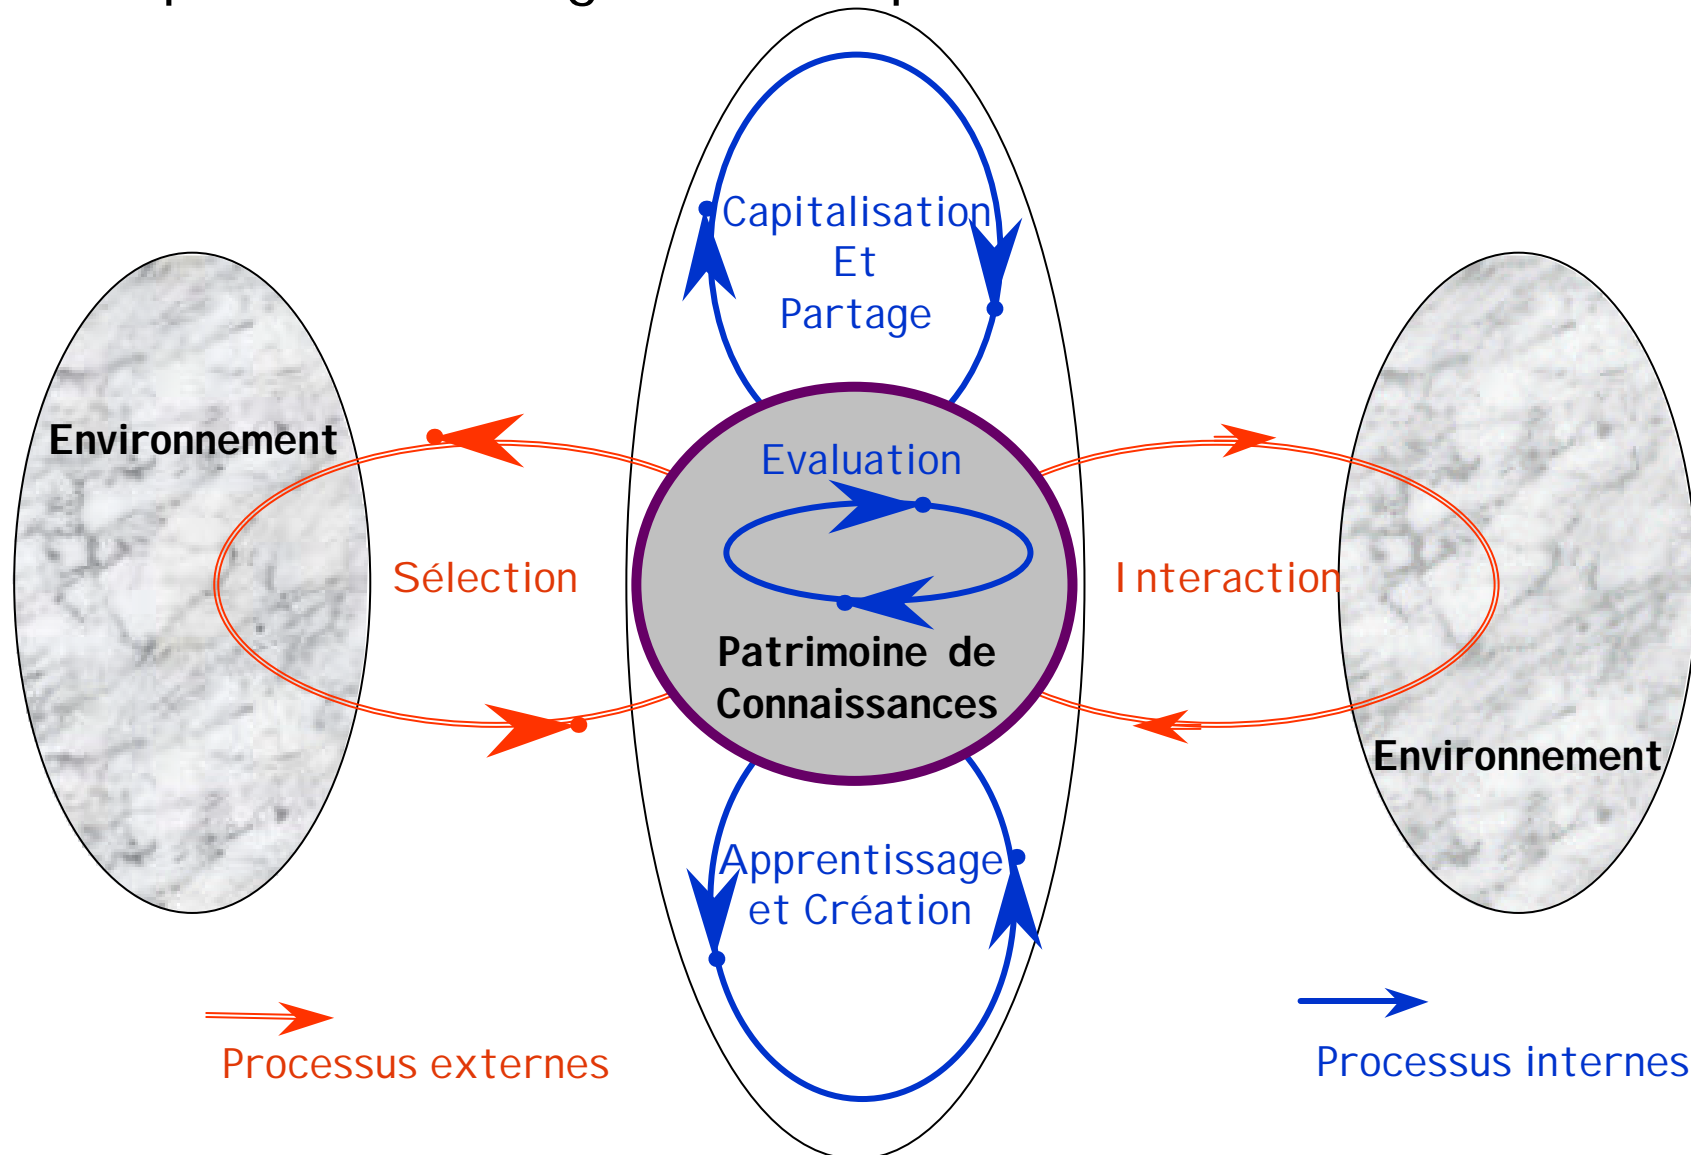 Capitalisation
Et
Partage
Environnement
Evaluation
Sélection
Interaction
Patrimoine de
Connaissances
Environnement
Apprentissage
et Création
Processus externes
Processus internes